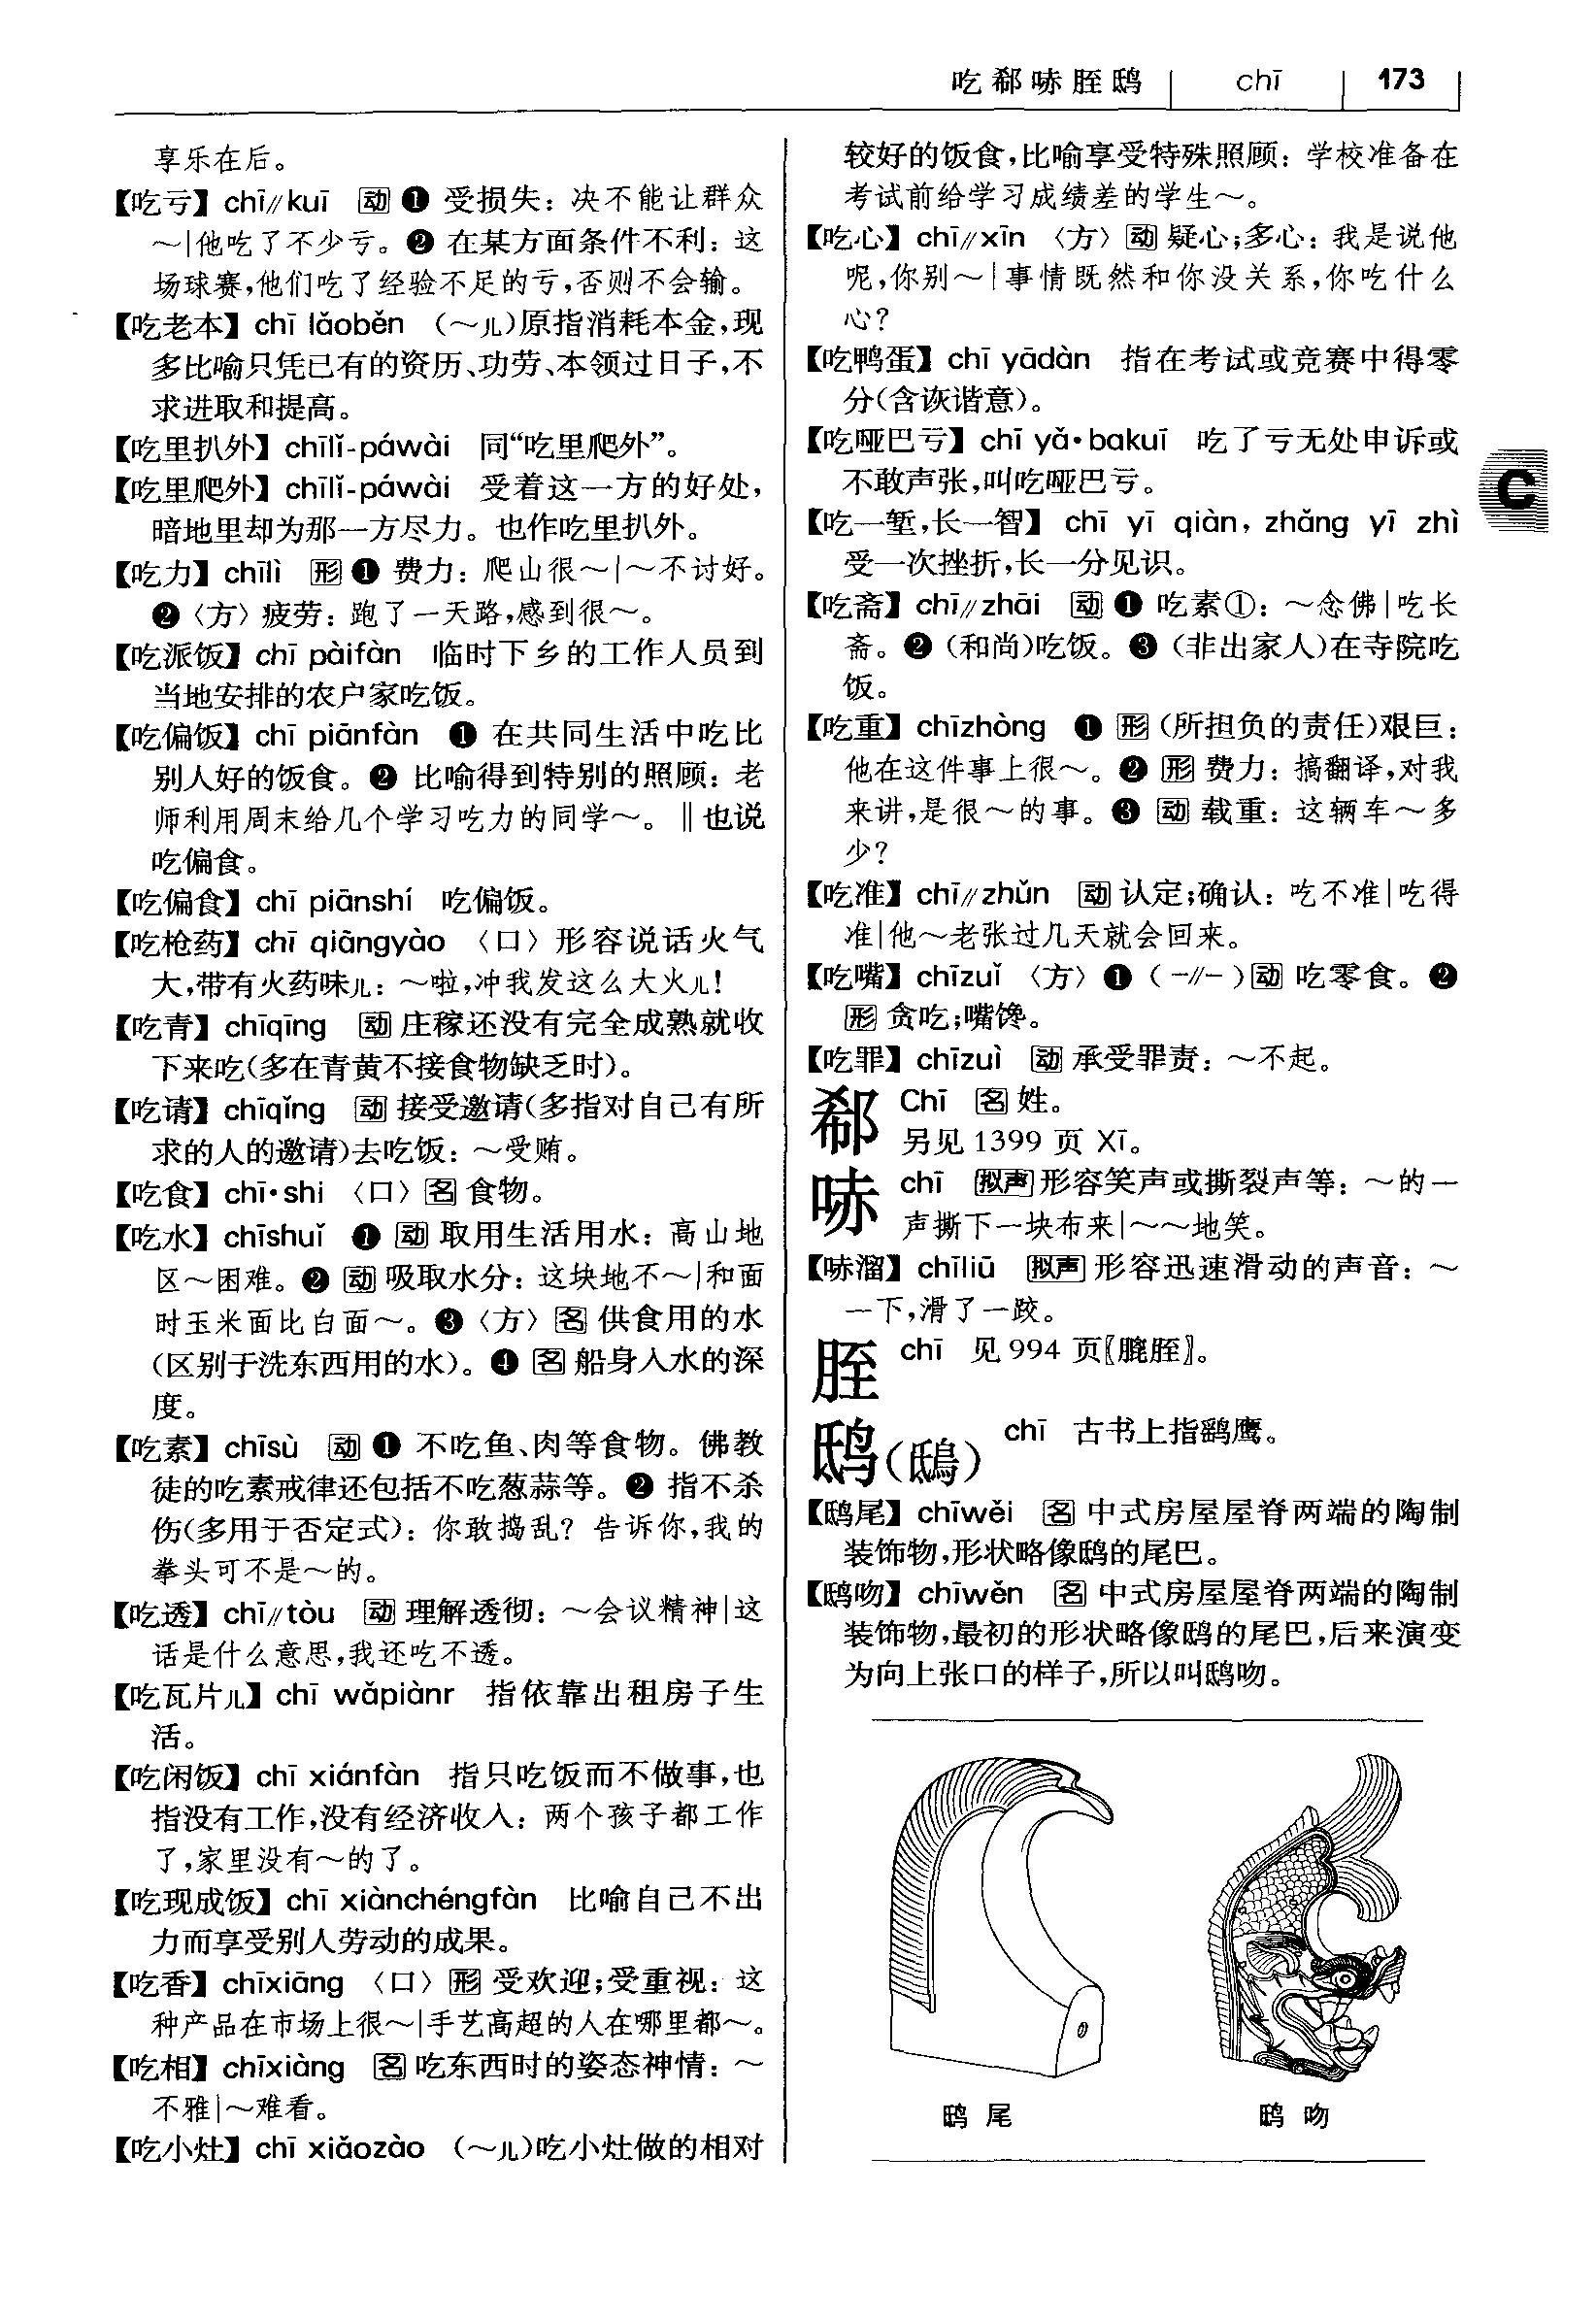 吃郗哧胵鸱 chī 173
享乐在后。
【吃亏】chī∥kuī 动 ❶ 受损失：决不能让群众
～|他吃了不少亏。❷ 在某方面条件不利：这
场球赛，他们吃了经验不足的亏，否则不会输。
【吃老本】chī lǎoběn （～儿）原指消耗本金，现
多比喻只凭已有的资历、功劳、本领过日子，不
求进取和提高。
【吃里扒外】chīlǐ-páwài 同“吃里爬外”。
【吃里爬外】chīlǐ-páwài 受着这一方的好处，
暗地里却为那一方尽力。也作吃里扒外。
【吃力】chīlì 形 ❶ 费力：爬山很～|～不讨好。
❷〈方〉疲劳：跑了一天路，感到很～。
【吃派饭】chī pàifàn 临时下乡的工作人员到
当地安排的农户家吃饭。
【吃偏饭】chī piānfàn ❶ 在共同生活中吃比
别人好的饭食。❷ 比喻得到特别的照顾：老
师利用周末给几个学习吃力的同学～。‖也说
吃偏食。
【吃偏食】chī piānshí 吃偏饭。
【吃枪药】chī qiāngyào 〈口〉形容说话火气
大，带有火药味儿：～啦，冲我发这么大火儿！
【吃青】chīqīng 动 庄稼还没有完全成熟就收
下来吃（多在青黄不接食物缺乏时）。
【吃请】chīqǐng 动 接受邀请（多指对自己有所
求的人的邀请）去吃饭：～受贿。
【吃食】chī·shi 〈口〉名 食物。
【吃水】chīshuǐ ❶ 动 取用生活用水：高山地
区～困难。❷ 动 吸取水分：这块地不～|和面
时玉米面比白面～。❸〈方〉名 供食用的水
（区别于洗东西用的水）。❹ 名 船身入水的深
度。
【吃素】chīsù 动 ❶ 不吃鱼、肉等食物。佛教
徒的吃素戒律还包括不吃葱蒜等。❷ 指不杀
伤（多用于否定式）：你敢捣乱？告诉你，我的
拳头可不是～的。
【吃透】chī∥tòu 动 理解透彻：～会议精神|这
话是什么意思，我还吃不透。
【吃瓦片儿】chī wǎpiànr 指依靠出租房子生
活。
【吃闲饭】chī xiánfàn 指只吃饭而不做事，也
指没有工作，没有经济收入：两个孩子都工作
了，家里没有～的了。
【吃现成饭】chī xiànchéngfàn 比喻自己不出
力而享受别人劳动的成果。
【吃香】chīxiāng 〈口〉形 受欢迎；受重视：这
种产品在市场上很～|手艺高超的人在哪里都～。
【吃相】chīxiàng 名 吃东西时的姿态神情：～
不雅|～难看。
【吃小灶】chī xiǎozào （～儿）吃小灶做的相对
较好的饭食，比喻享受特殊照顾：学校准备在
考试前给学习成绩差的学生～。
【吃心】chī∥xīn 〈方〉动 疑心；多心：我是说他
呢，你别～|事情既然和你没关系，你吃什么
心？
【吃鸭蛋】chī yādàn 指在考试或竞赛中得零
分（含诙谐意）。
【吃哑巴亏】chī yǎ·bakuī 吃了亏无处申诉或
不敢声张，叫吃哑巴亏。
【吃一堑，长一智】chī yī qiàn，zhǎng yī zhì
受一次挫折，长一分见识。
【吃斋】chī∥zhāi 动 ❶ 吃素①：～念佛|吃长
斋。❷（和尚）吃饭。❸（非出家人）在寺院吃
饭。
【吃重】chīzhòng ❶ 形（所担负的责任）艰巨：
他在这件事上很～。❷ 形 费力：搞翻译，对我
来讲，是很～的事。❸ 动 载重：这辆车～多
少？
【吃准】chī∥zhǔn 动 认定；确认：吃不准|吃得
准|他～老张过几天就会回来。
【吃嘴】chīzuǐ 〈方〉❶（-∥-）动 吃零食。❷
形 贪吃；嘴馋。
【吃罪】chīzuì 动 承受罪责：～不起。
郗 Chī 名 姓。
另见 1399 页 Xī。
哧 chī 拟声 形容笑声或撕裂声等：～的一
声撕下一块布来|～～地笑。
【哧溜】chīliū 拟声 形容迅速滑动的声音：～
一下，滑了一跤。
胵 chī 见 994 页〖膍胵〗。
鸱（鴟） chī 古书上指鹞鹰。
【鸱尾】chīwěi 名 中式房屋屋脊两端的陶制
装饰物，形状略像鸱的尾巴。
【鸱吻】chīwěn 名 中式房屋屋脊两端的陶制
装饰物，最初的形状略像鸱的尾巴，后来演变
为向上张口的样子，所以叫鸱吻。
鸱尾
鸱吻
C